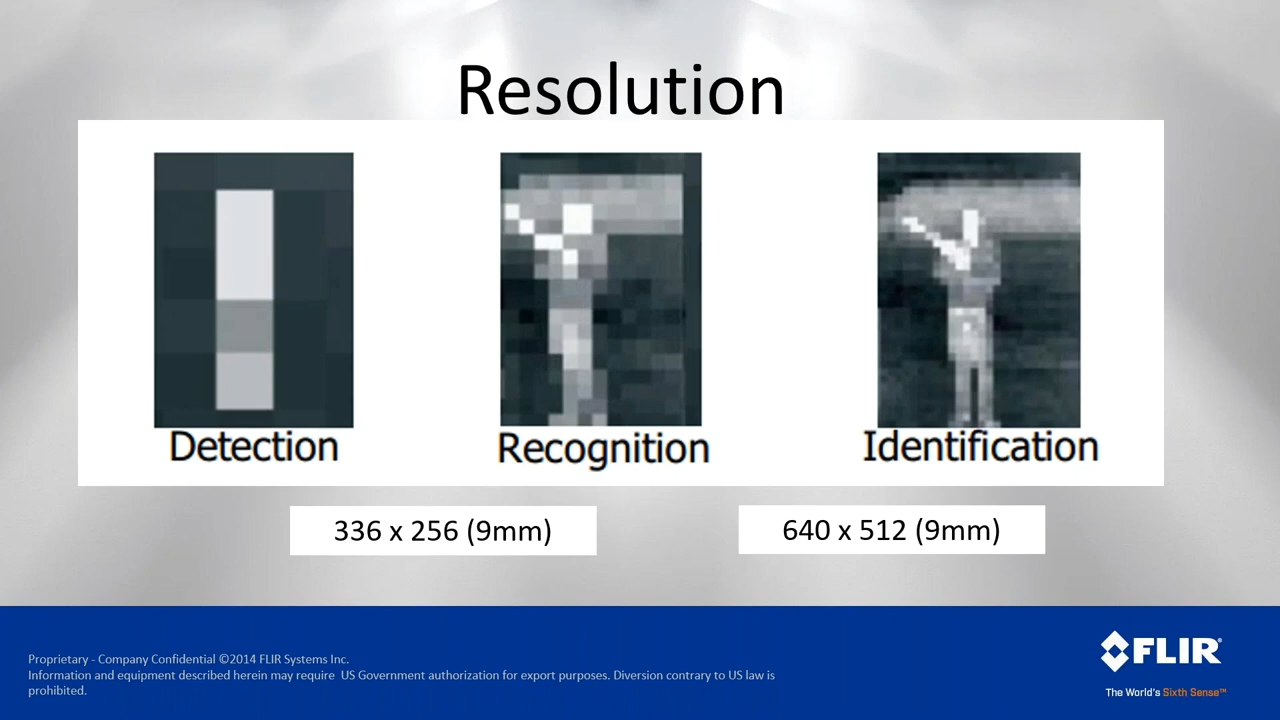 Resolution
Detection
Recognition
Identification
336 x 256 (9mm)
640 x 512 (9mm)
Proprietary - Company Confidential ©2014 FLIR Systems Inc.
Information and equipment described herein may require  US Government authorization for export purposes. Diversion contrary to US law is
prohibited.
FLIR®
The World's Sixth Sense™